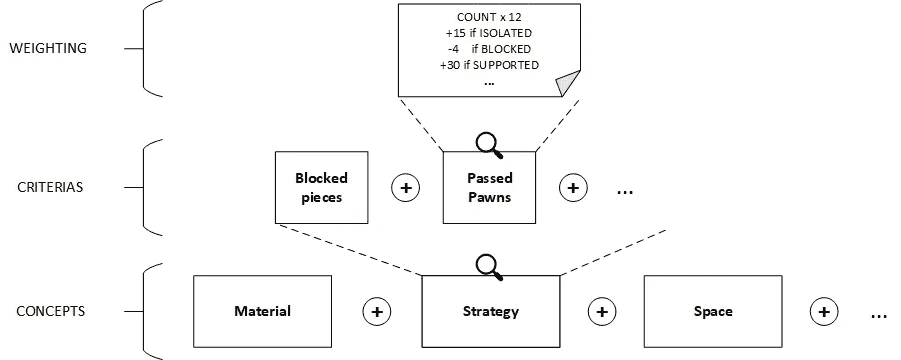 WEIGHTING
COUNT x 12
+15 if ISOLATED
-4 if BLOCKED
+30 if SUPPORTED
...
CRITERIAS
Blocked
pieces
+
Passed
Pawns
+
...
CONCEPTS
Material
+
Strategy
+
Space
+
...